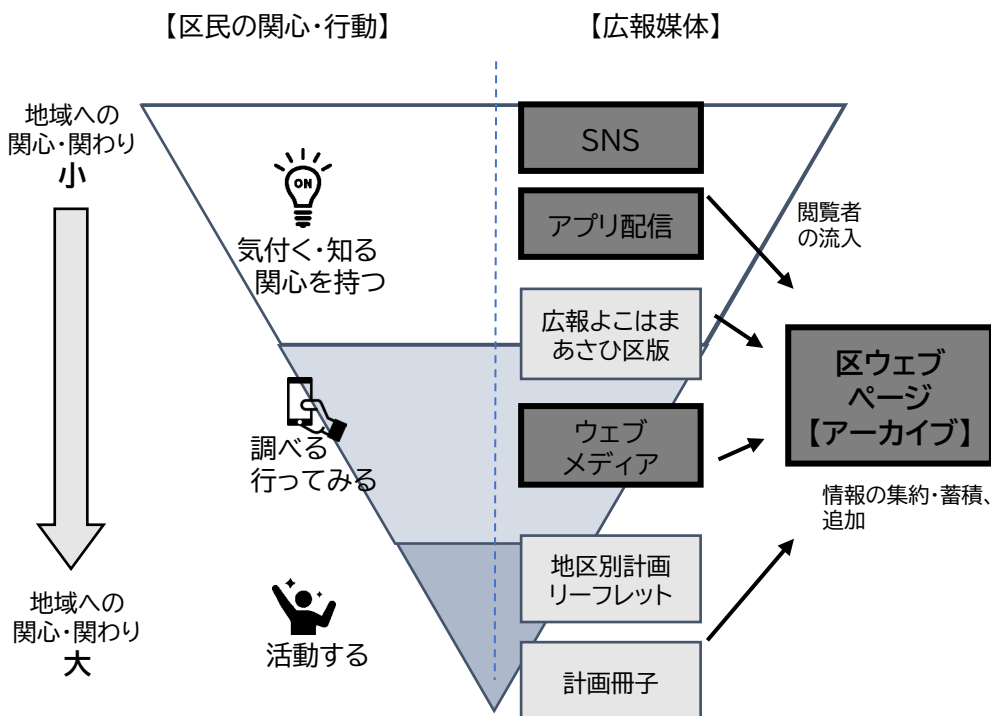 【区民の関心・行動】
【広報媒体】
地域への
関心・関わり
小
ON
気付く・知る
関心を持つ
調べる
行ってみる
地域への
関心・関わり
大
活動する
SNS
アプリ配信
広報よこはま
あさひ区版
ウェブ
メディア
地区別計画
リーフレット
計画冊子
閲覧者
の流入
区ウェブ
ページ
【アーカイブ】
情報の集約・蓄積、
追加